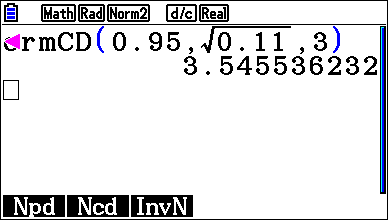 Math Rad Norm2 d/c Real
rmCD(0.95,√0.11,3)
3.545536232
Npd Ncd InvN